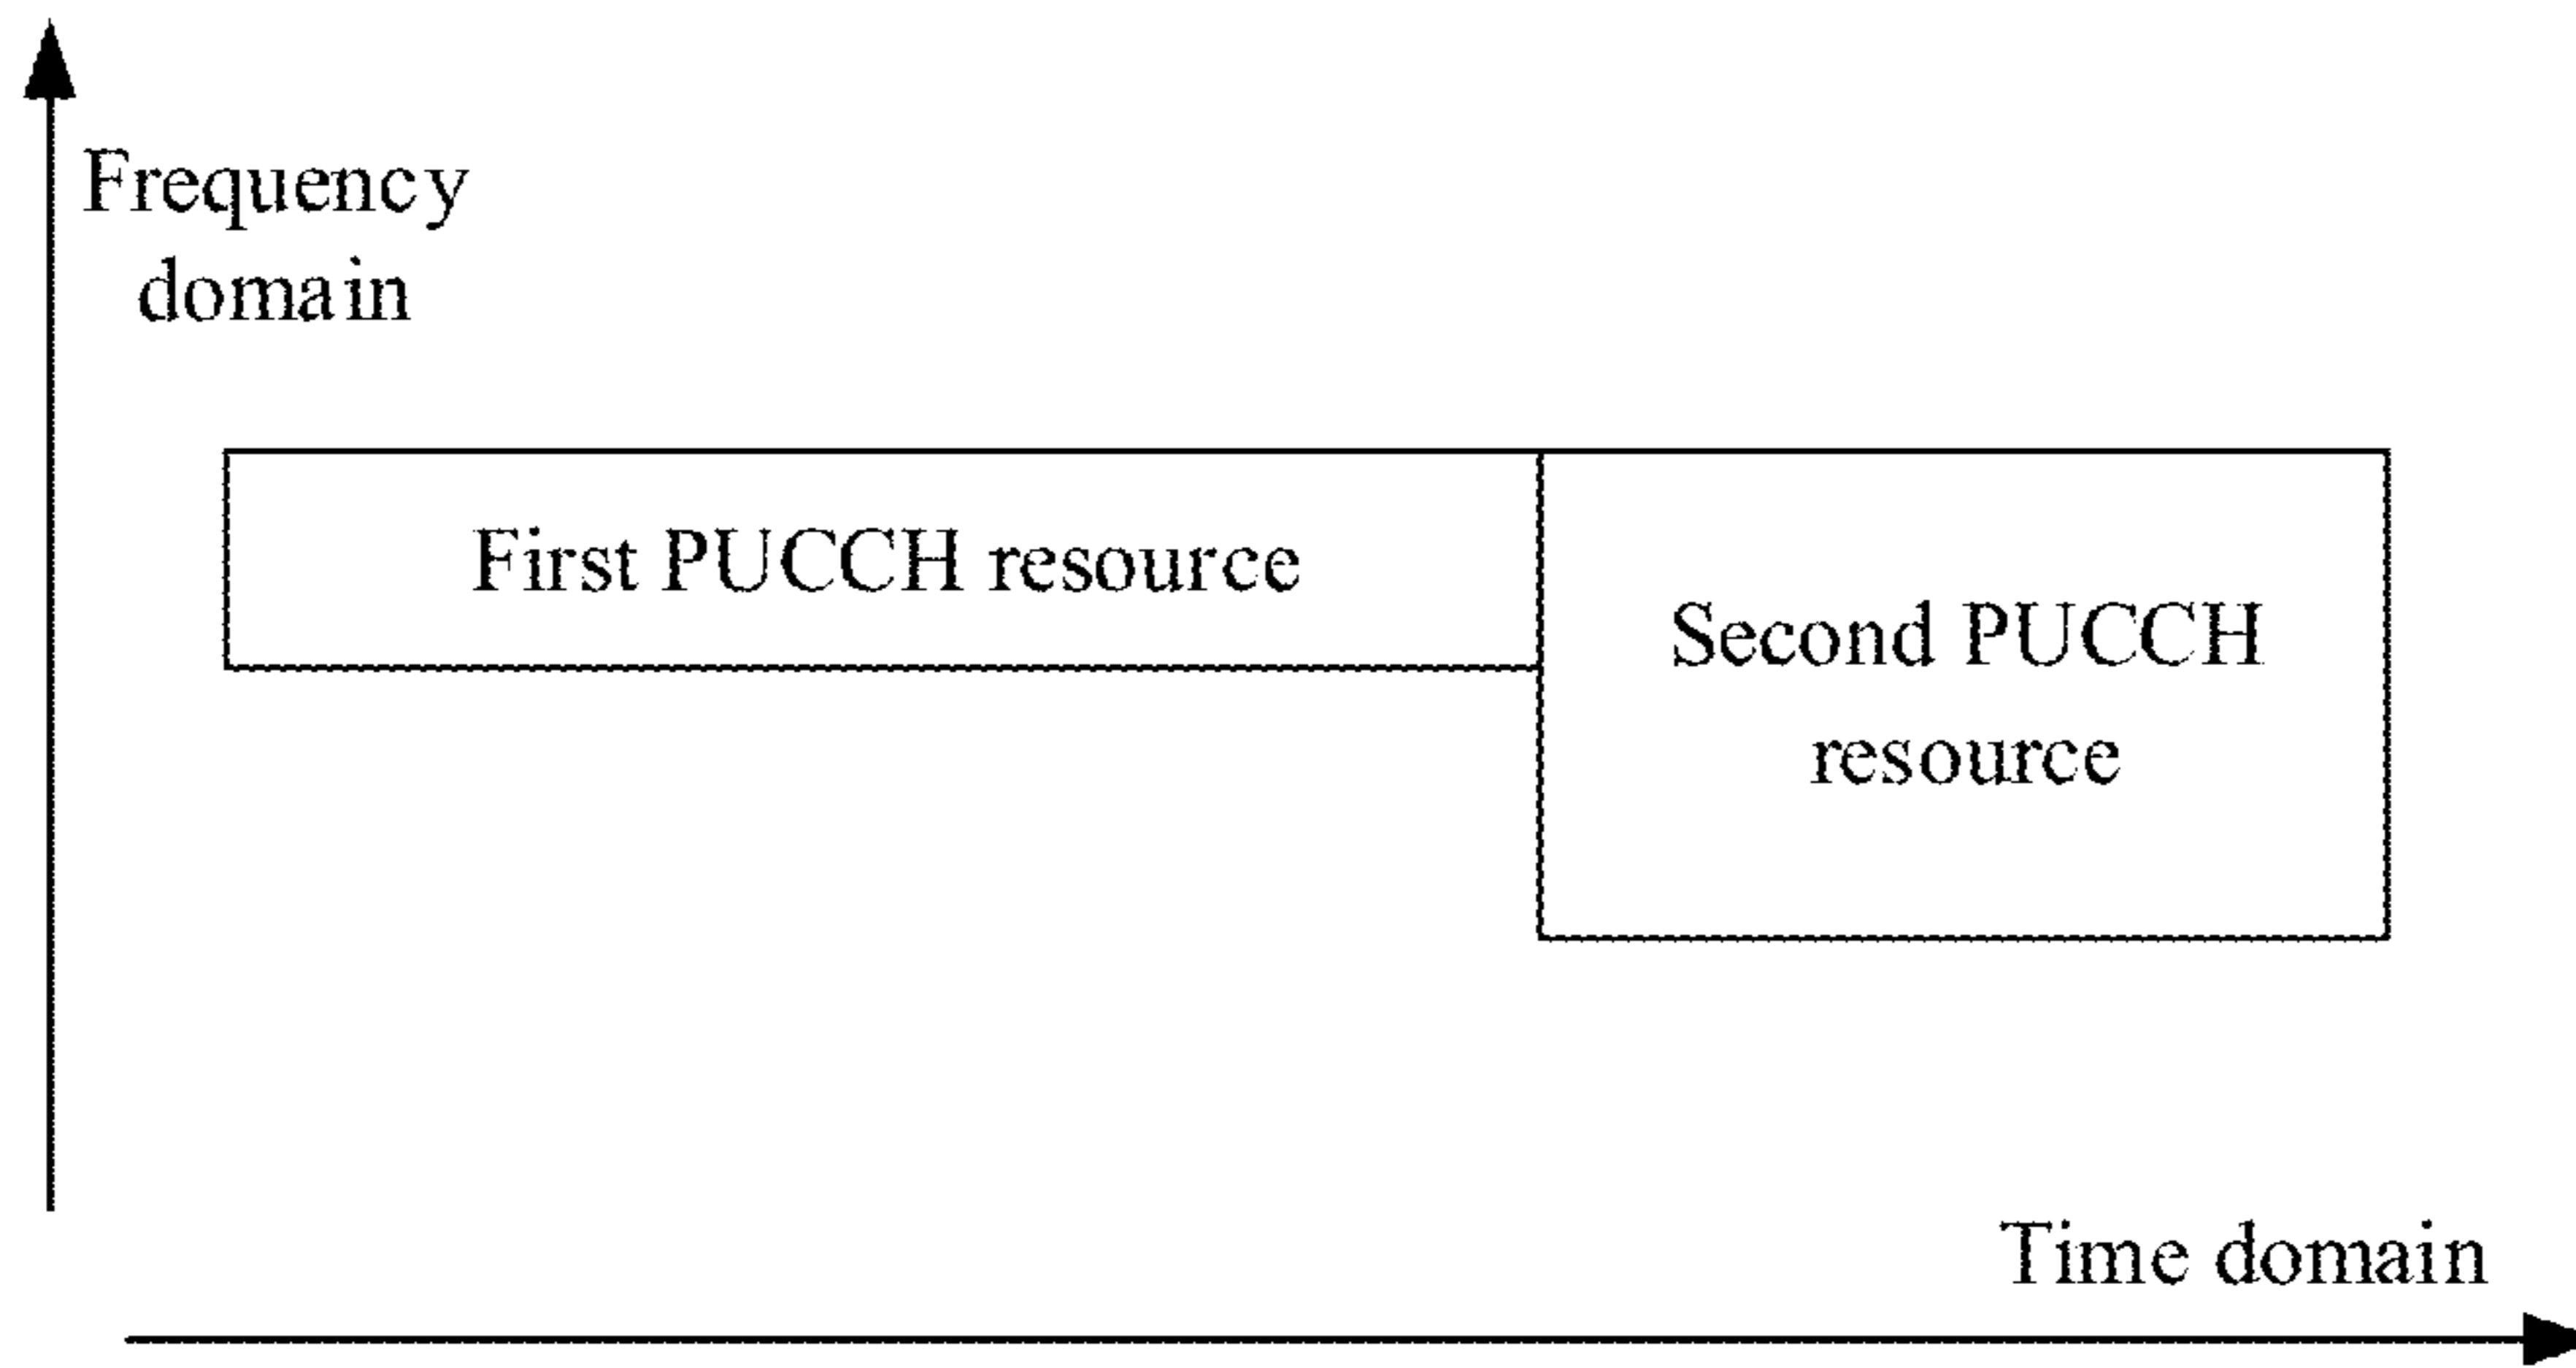 Frequency
domain
First PUCCH resource
Second PUCCH
resource
Time domain